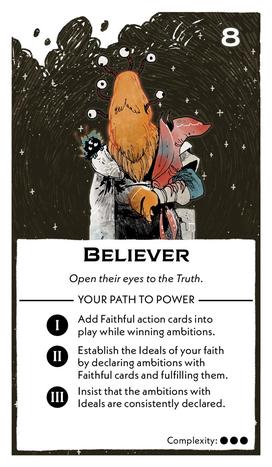 8
BELIEVER
Open their eyes to the Truth.
YOUR PATH TO POWER
I Add Faithful action cards into
play while winning ambitions.
II Establish the Ideals of your faith
by declaring ambitions with
Faithful cards and fulfilling them.
III Insist that the ambitions with
Ideals are consistently declared.
Complexity: